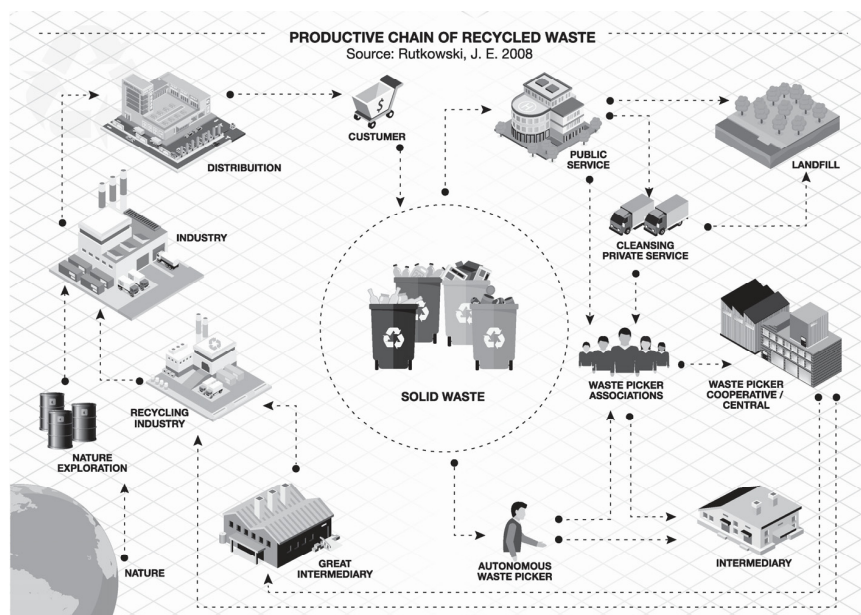 PRODUCTIVE CHAIN OF RECYCLED WASTE
Source: Rutkowski, J. E. 2008
DISTRIBUITION
CUSTUMER
PUBLIC
SERVICE
LANDFILL
INDUSTRY
CLEANSING
PRIVATE SERVICE
SOLID WASTE
WASTE PICKER
ASSOCIATIONS
WASTE PICKER
COOPERATIVE /
CENTRAL
RECYCLING
INDUSTRY
NATURE
EXPLORATION
NATURE
GREAT
INTERMEDIARY
AUTONOMOUS
WASTE PICKER
INTERMEDIARY